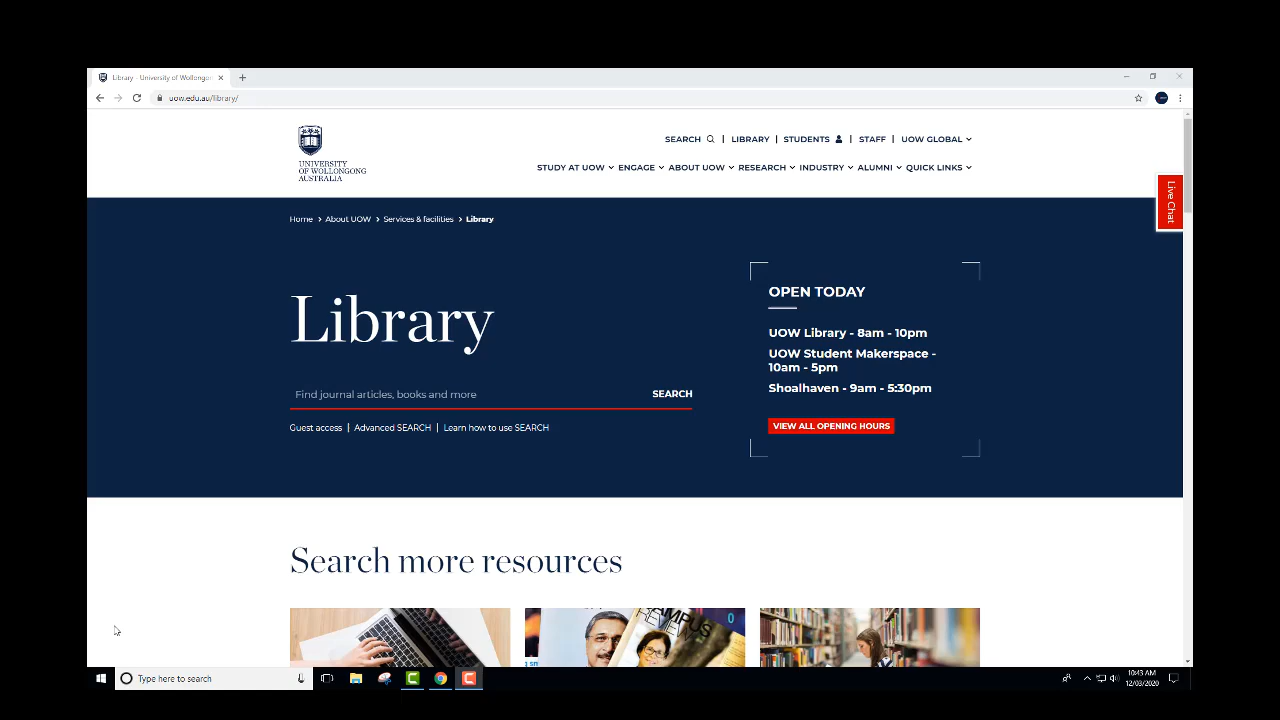 Library - University of Wollongon
uow.edu.au/library/
UNIVERSITY
OF WOLLONGONG
AUSTRALIA
SEARCH | LIBRARY | STUDENTS | STAFF | UOW GLOBAL
STUDY AT UOW ENGAGE ABOUT UOW RESEARCH INDUSTRY ALUMNI QUICK LINKS
Live Chat
Home > About UOW > Services & facilities > Library
Library
Find journal articles, books and more SEARCH
Guest access | Advanced SEARCH | Learn how to use SEARCH
OPEN TODAY
UOW Library - 8am - 10pm
UOW Student Makerspace -
10am - 5pm
Shoalhaven - 9am - 5:30pm
VIEW ALL OPENING HOURS
Search more resources
REVIEW
Type here to search
10:43 AM
12/03/2020